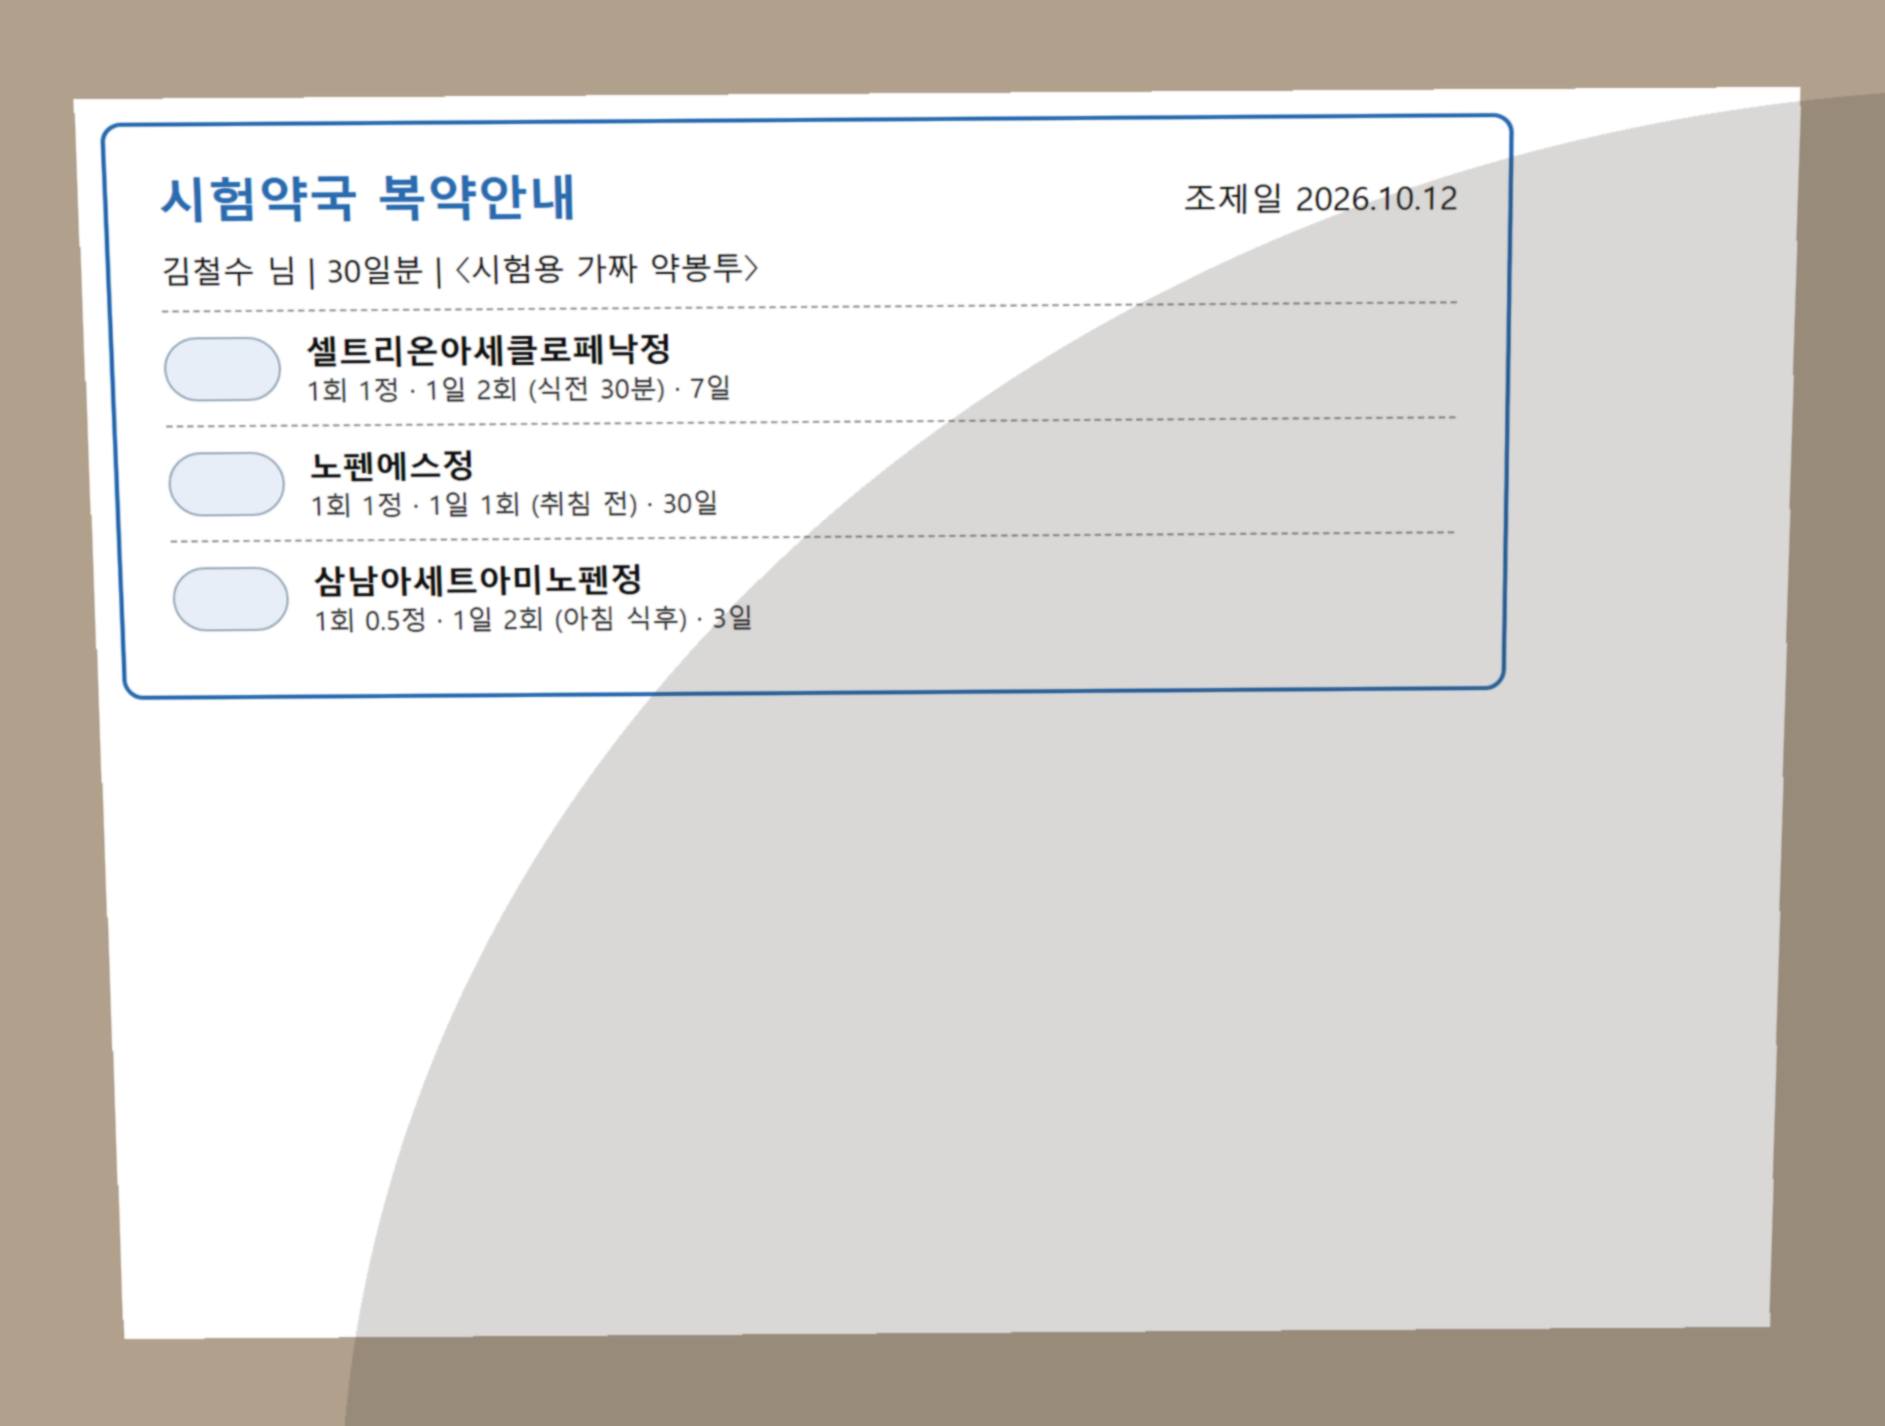 시험약국 복약안내
조제일 2026.10.12
김철수 님 | 30일분 | 〈시험용 가짜 약봉투〉
셀트리온아세클로페낙정
1회 1정 · 1일 2회 (식전 30분) · 7일
노펜에스정
1회 1정 · 1일 1회 (취침 전) · 30일
삼남아세트아미노펜정
1회 0.5정 · 1일 2회 (아침 식후) · 3일